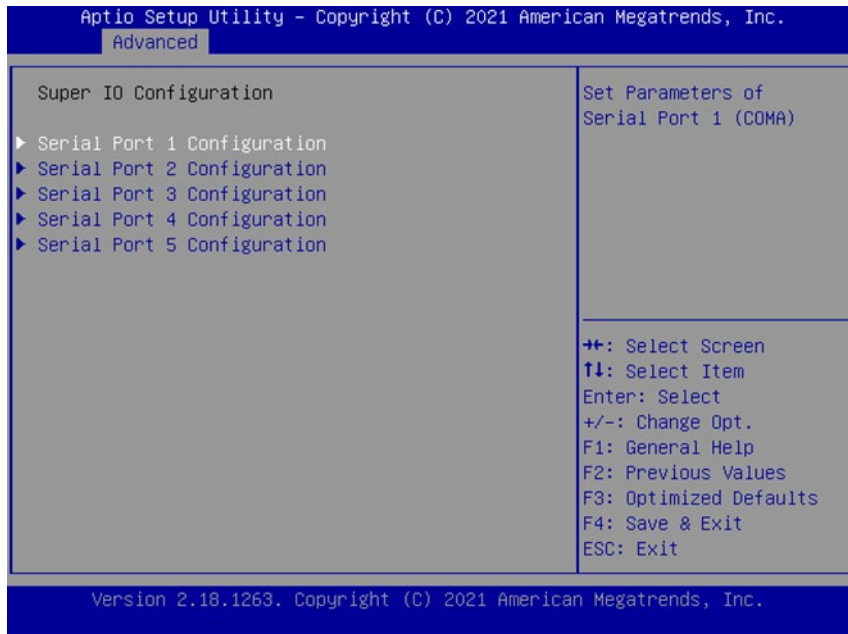 Aptio Setup Utility – Copyright (C) 2021 American Megatrends, Inc.
Advanced
Super IO Configuration
Serial Port 1 Configuration
Serial Port 2 Configuration
Serial Port 3 Configuration
Serial Port 4 Configuration
Serial Port 5 Configuration
Set Parameters of
Serial Port 1 (COMA)
→←: Select Screen
↑↓: Select Item
Enter: Select
+/-: Change Opt.
F1: General Help
F2: Previous Values
F3: Optimized Defaults
F4: Save & Exit
ESC: Exit
Version 2.18.1263. Copyright (C) 2021 American Megatrends, Inc.